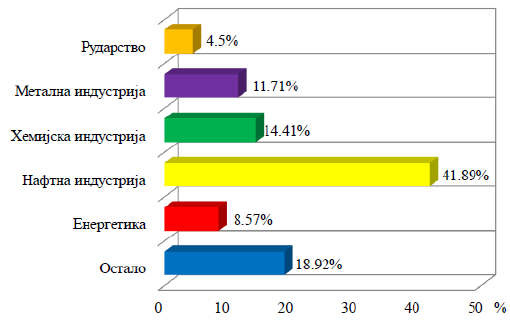 Рударство 4.5%
Метална индустрија 11.71%
Хемијска индустрија 14.41%
Нафтна индустрија 41.89%
Енергетика 8.57%
Остало 18.92%
0 10 20 30 40 50 %